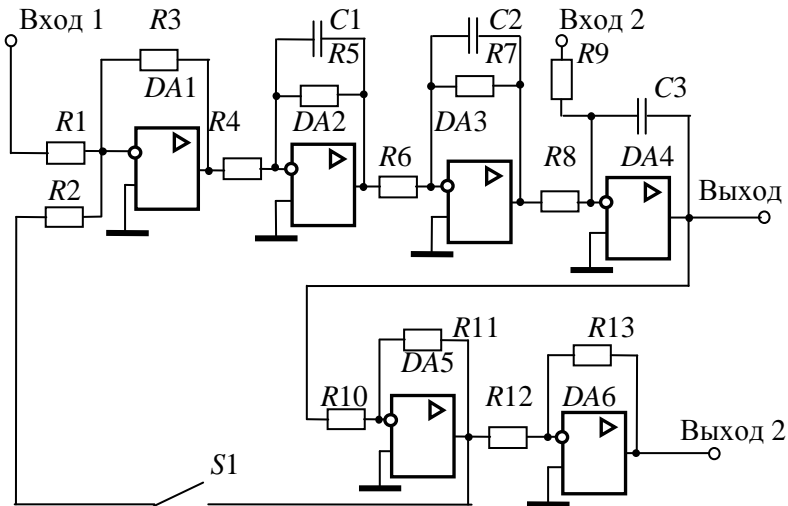 Вход 1
R3
C1
C2
Вход 2
R5
R7
R9
DA1
C3
R1
R4
DA2
DA3
R6
R8
DA4
R2
Выход
R11
R13
DA5
R10
R12
DA6
Выход 2
S1